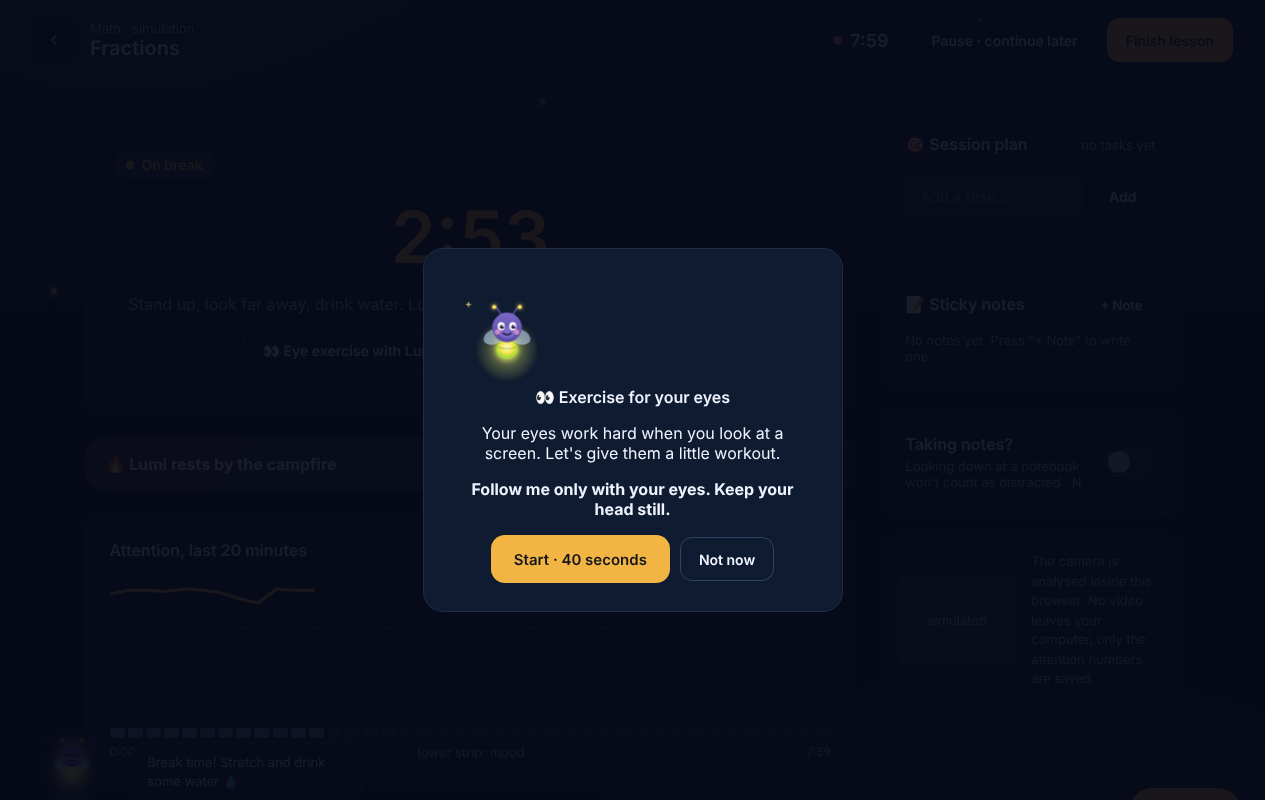 Math · simulation
Fractions
7:59
Pause · continue later
Finish lesson
On break
2:53
Stand up, look far away, drink water. Lu
👀 Eye exercise with Lu
🎯 Session plan
no tasks yet
Add a task...
Add
📝 Sticky notes
+ Note
No notes yet. Press "+ Note" to write
one.
👀 Exercise for your eyes
Your eyes work hard when you look at a
screen. Let's give them a little workout.
Follow me only with your eyes. Keep your
head still.
Start · 40 seconds
Not now
🔥 Lumi rests by the campfire
Taking notes?
Looking down at a notebook
won't count as distracted · N
Attention, last 20 minutes
simulated
The camera is
analysed inside this
browser. No video
leaves your
computer, only the
attention numbers
are saved.
0:00
lower strip: mood
7:59
Break time! Stretch and drink
some water 💧